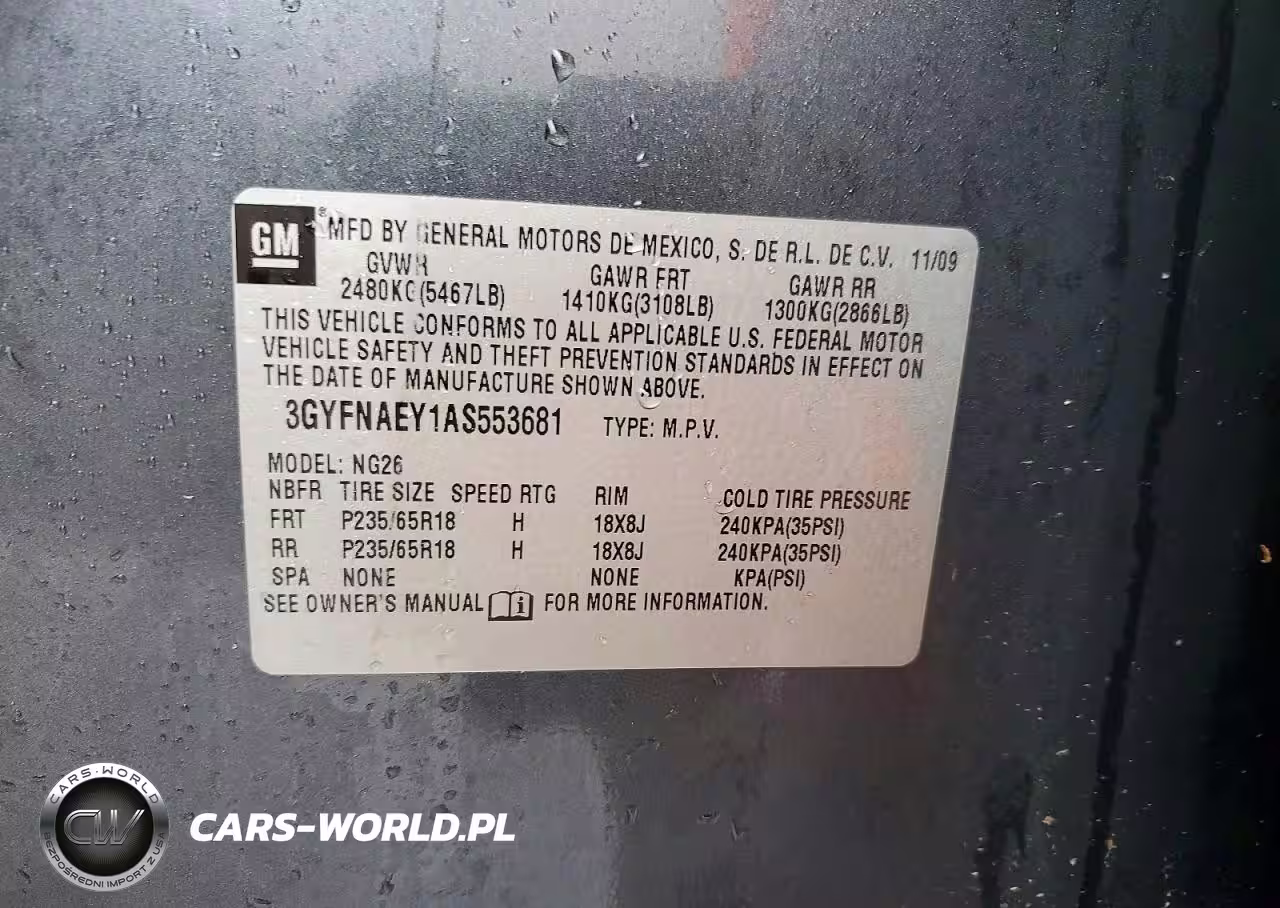 GM ® MFD BY GENERAL MOTORS DE MEXICO, S. DE R.L. DE C.V. 11/09
GVWR GAWR FRT GAWR RR
2480KG(5467LB) 1410KG(3108LB) 1300KG(2866LB)
THIS VEHICLE CONFORMS TO ALL APPLICABLE U.S. FEDERAL MOTOR
VEHICLE SAFETY AND THEFT PREVENTION STANDARDS IN EFFECT ON
THE DATE OF MANUFACTURE SHOWN ABOVE.
3GYFNAEY1AS553681 TYPE: M.P.V.
MODEL: NG26
NBFR TIRE SIZE SPEED RTG RIM COLD TIRE PRESSURE
FRT P235/65R18 H 18X8J 240KPA(35PSI)
RR P235/65R18 H 18X8J 240KPA(35PSI)
SPA NONE NONE KPA(PSI)
SEE OWNER'S MANUAL i FOR MORE INFORMATION.
CARS-WORLD
CW
BEZPOŚREDNI IMPORT Z USA
CARS-WORLD.PL